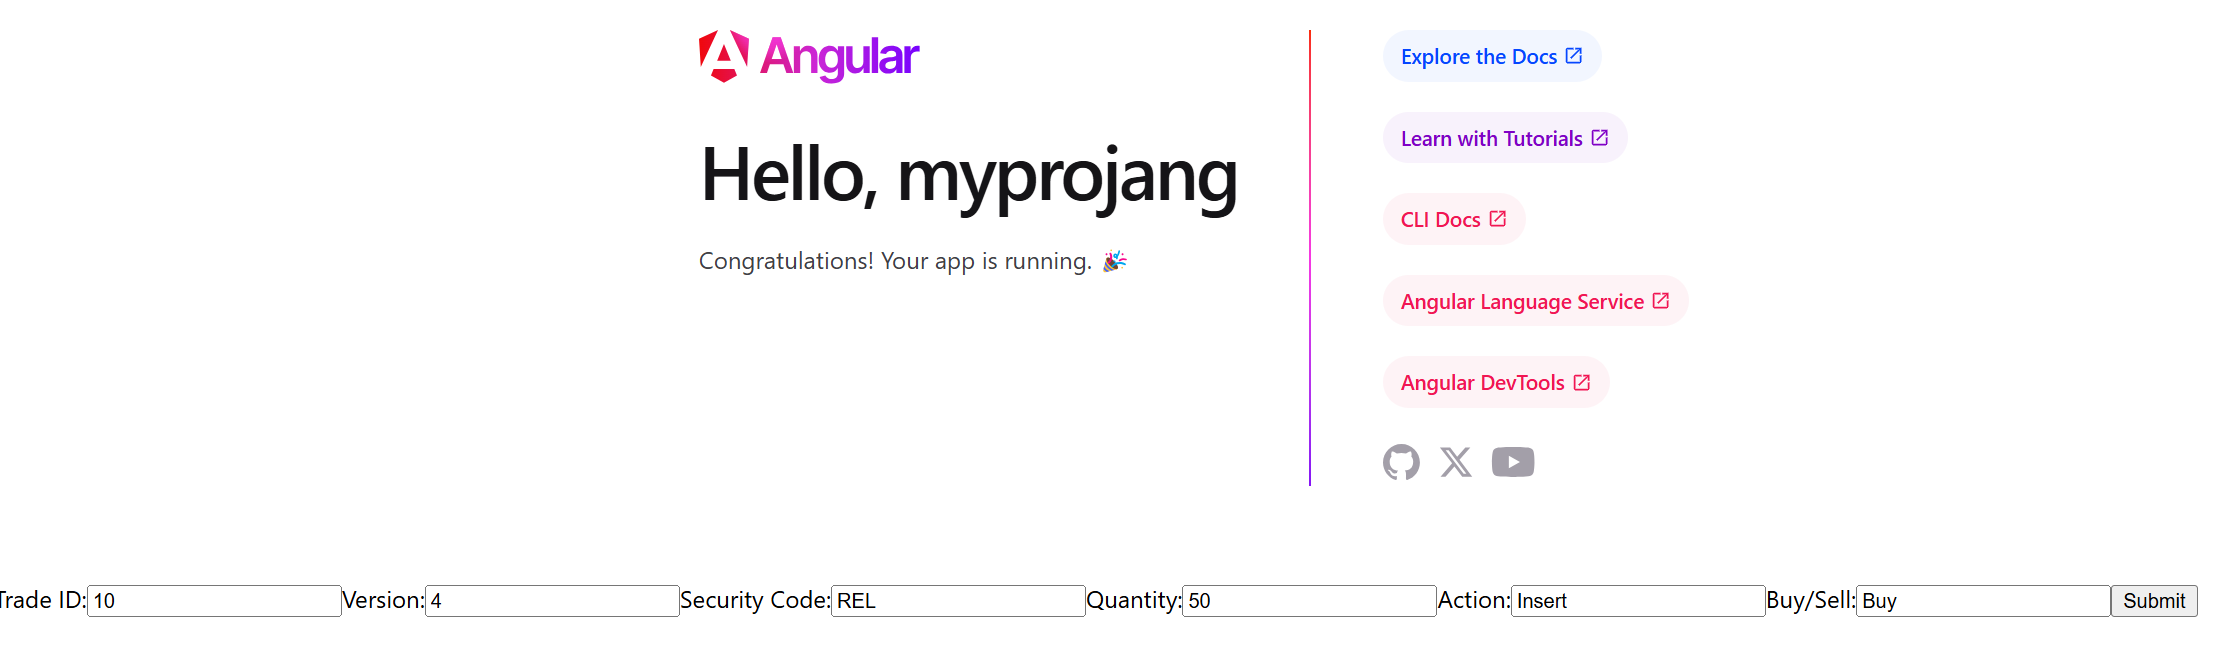 Angular
Hello, myprojang
Congratulations! Your app is running. 🎉
Explore the Docs
Learn with Tutorials
CLI Docs
Angular Language Service
Angular DevTools
Trade ID: 10 Version: 4 Security Code: REL Quantity: 50 Action: Insert Buy/Sell: Buy Submit